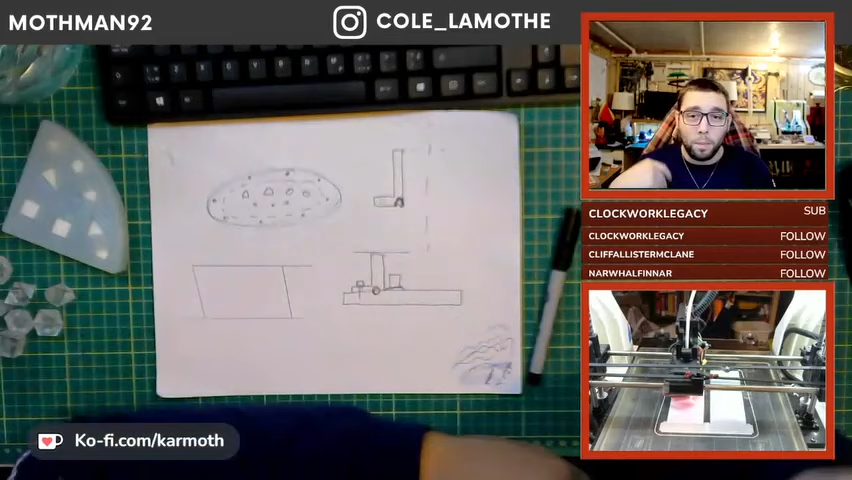 MOTHMAN92
COLE_LAMOTHE
CLOCKWORKLEGACY SUB
CLOCKWORKLEGACY FOLLOW
CLIFFALLISTERMCLANE FOLLOW
NARWHALFINNAR FOLLOW
Ko-fi.com/karmoth